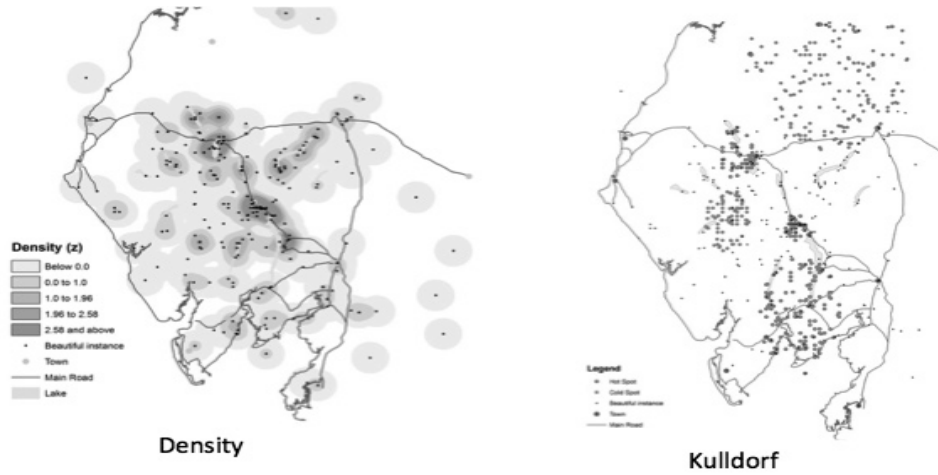 Density (z)
Below 0.0
0.0 to 1.0
1.0 to 1.96
1.96 to 2.58
2.58 and above
Beautiful instance
Town
Main Road
Lake
Density
Legend
Hot Spot
Cold Spot
Beautiful instance
Town
Main Road
Kulldorf